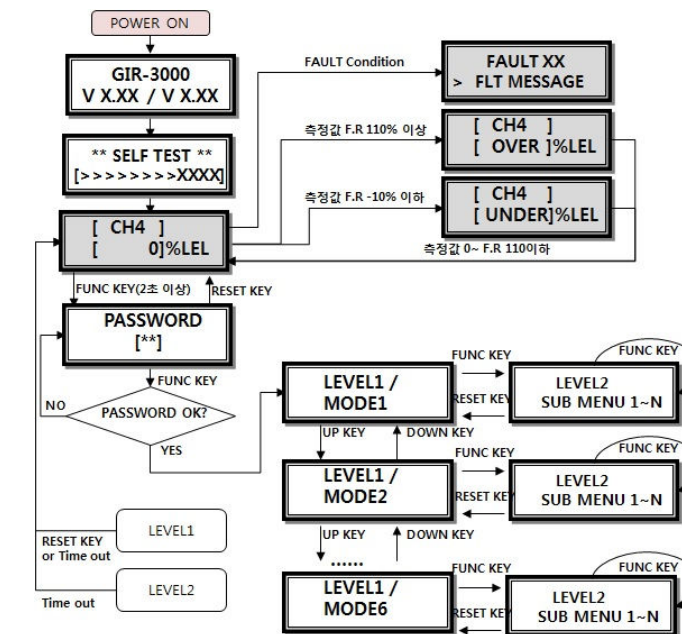 POWER ON
GIR-3000
V X.XX / V X.XX
** SELF TEST **
[>>>>>>>>XXXX]
[ CH4 ]
[ 0]%LEL
FAULT Condition
FAULT XX
> FLT MESSAGE
측정값 F.R 110% 이상
[ CH4 ]
[ OVER ]%LEL
측정값 F.R -10% 이하
[ CH4 ]
[ UNDER]%LEL
측정값 0~ F.R 110이하
FUNC KEY(2초 이상)
RESET KEY
PASSWORD
[**]
FUNC KEY
NO
PASSWORD OK?
YES
LEVEL1 /
MODE1
FUNC KEY
RESET KEY
FUNC KEY
LEVEL2
SUB MENU 1~N
UP KEY
DOWN KEY
LEVEL1 /
MODE2
FUNC KEY
RESET KEY
FUNC KEY
LEVEL2
SUB MENU 1~N
UP KEY
DOWN KEY
......
LEVEL1 /
MODE6
FUNC KEY
RESET KEY
FUNC KEY
LEVEL2
SUB MENU 1~N
LEVEL1
RESET KEY
or Time out
LEVEL2
Time out